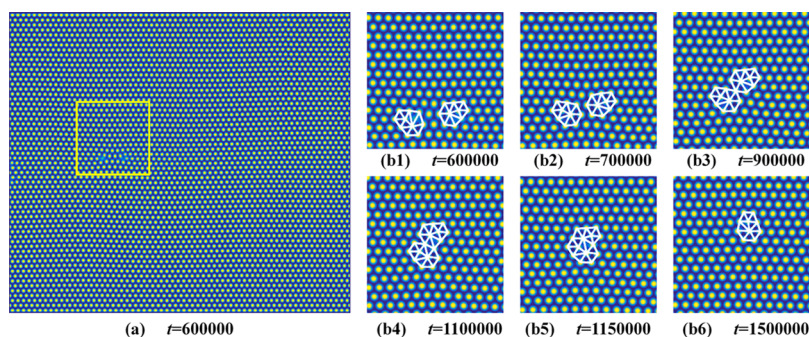 (b1) t=600000
(b2) t=700000
(b3) t=900000
(a) t=600000
(b4) t=1100000
(b5) t=1150000
(b6) t=1500000